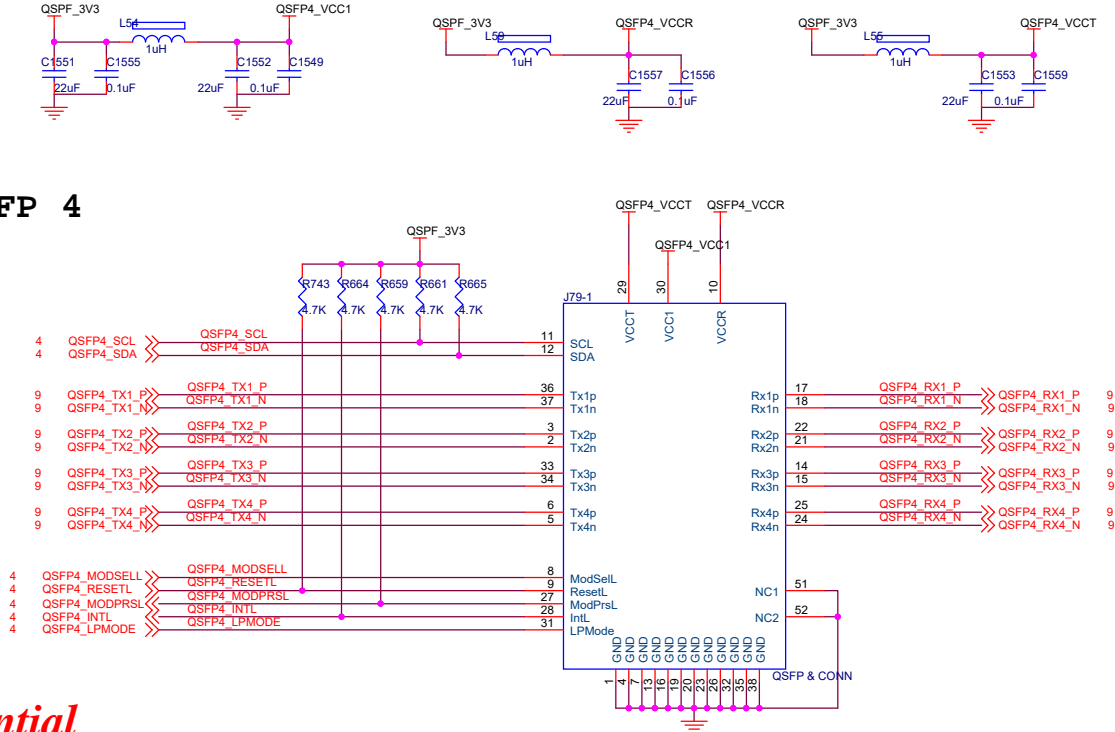 QSPF_3V3 L54 QSFP4_VCC1 QSPF_3V3 L59 QSFP4_VCCR QSPF_3V3 L55 QSFP4_VCCT
1uH 1uH 1uH
C1551 C1555 C1552 C1549 C1557 C1556 C1553 C1559
22uF 0.1uF 22uF 0.1uF 22uF 0.1uF 22uF 0.1uF
FP 4
QSFP4_VCCT QSFP4_VCCR
QSPF_3V3 QSFP4_VCC1
R743 R664 R659 R661 R665
4.7K 4.7K 4.7K 4.7K 4.7K
J79-1
29 30 10
VCCT VCC1 VCCR
4 QSFP4_SCL QSFP4_SCL 11 SCL
4 QSFP4_SDA QSFP4_SDA 12 SDA
9 QSFP4_TX1_P QSFP4_TX1_P 36 Tx1p Rx1p 17 QSFP4_RX1_P QSFP4_RX1_P 9
9 QSFP4_TX1_N QSFP4_TX1_N 37 Tx1n Rx1n 18 QSFP4_RX1_N QSFP4_RX1_N 9
9 QSFP4_TX2_P QSFP4_TX2_P 3 Tx2p Rx2p 22 QSFP4_RX2_P QSFP4_RX2_P 9
9 QSFP4_TX2_N QSFP4_TX2_N 2 Tx2n Rx2n 21 QSFP4_RX2_N QSFP4_RX2_N 9
9 QSFP4_TX3_P QSFP4_TX3_P 33 Tx3p Rx3p 14 QSFP4_RX3_P QSFP4_RX3_P 9
9 QSFP4_TX3_N QSFP4_TX3_N 34 Tx3n Rx3n 15 QSFP4_RX3_N QSFP4_RX3_N 9
9 QSFP4_TX4_P QSFP4_TX4_P 6 Tx4p Rx4p 25 QSFP4_RX4_P QSFP4_RX4_P 9
9 QSFP4_TX4_N QSFP4_TX4_N 5 Tx4n Rx4n 24 QSFP4_RX4_N QSFP4_RX4_N 9
4 QSFP4_MODSELL QSFP4_MODSELL 8 ModSelL
4 QSFP4_RESETL QSFP4_RESETL 9 ResetL NC1 51
4 QSFP4_MODPRSL QSFP4_MODPRSL 27 ModPrsL
4 QSFP4_INTL QSFP4_INTL 28 IntL NC2 52
4 QSFP4_LPMODE QSFP4_LPMODE 31 LPMode
GND GND GND GND GND GND GND GND GND GND GND GND
QSFP & CONN
1 4 7 13 16 19 20 23 26 32 35 38
ntial